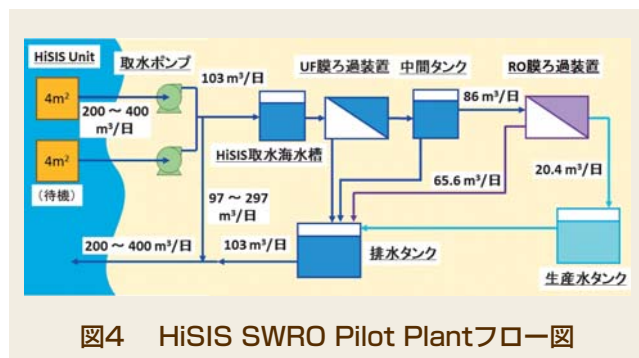 HiSIS Unit
取水ポンプ
4m²
200 ～ 400
m³/日
4m²
(待機)
103 m³/日
HiSIS取水海水槽
UF膜ろ過装置
中間タンク
86 m³/日
RO膜ろ過装置
65.6 m³/日
20.4 m³/日
97 ～ 297
m³/日
200 ～ 400 m³/日
103 m³/日
排水タンク
生産水タンク
図4 HiSIS SWRO Pilot Plantフロー図